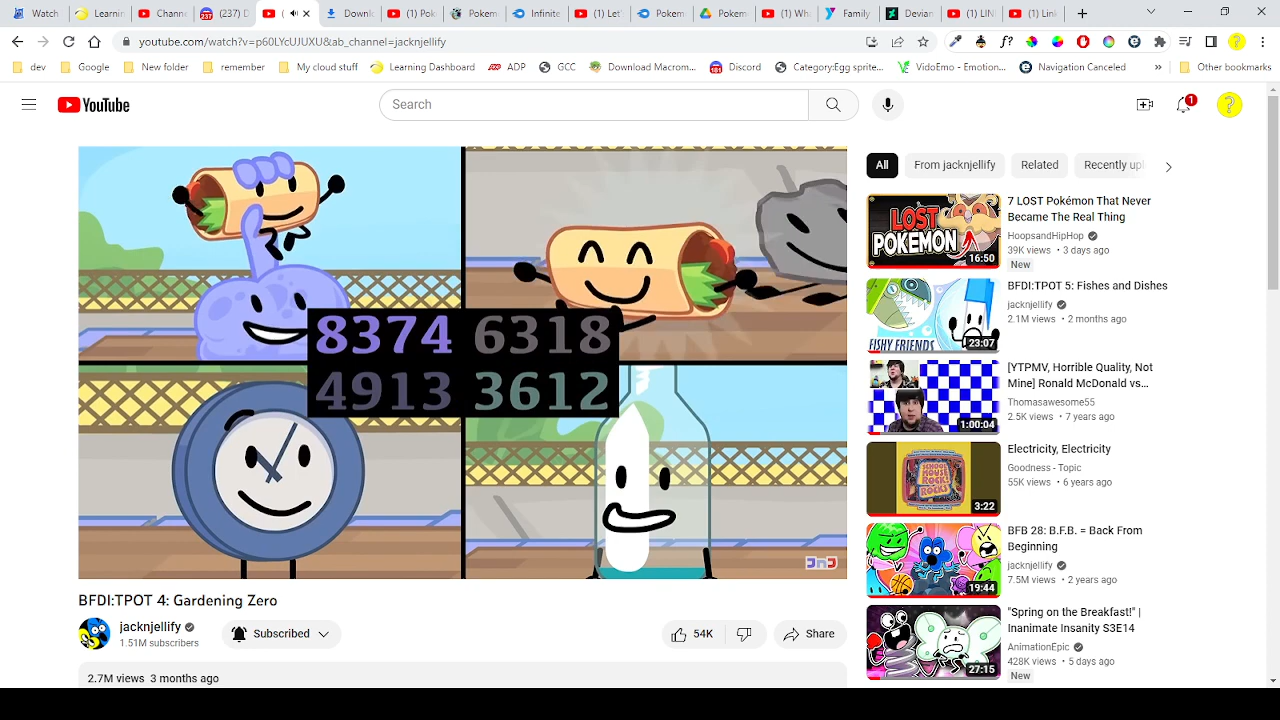 Watch
Learnin
Chann
237
(237) D
Downl
(1) Pok
Pokem
Infinite
(1) Let'
Pokem
Pokem
(1) Wha
Family
Devian
(1) LIN
(1) Link
youtube.com/watch?v=p60LYcUJUXU&ab_channel=jacknjellify
dev
Google
New folder
remember
My cloud stuff
Learning Dashboard
ADP
GCC
Download Macrom...
Discord
Category:Egg sprite...
VidoEmo - Emotion...
Navigation Canceled
»
Other bookmarks
YouTube
Search
1
8374 6318
4913 3612
All
From jacknjellify
Related
Recently upl
LOST
POKEMON
16:50
7 LOST Pokémon That Never
Became The Real Thing
HoopsandHipHop
39K views • 3 days ago
New
FISHY FRIENDS
23:07
BFDI:TPOT 5: Fishes and Dishes
jacknjellify
2.1M views • 2 months ago
1:00:04
[YTPMV, Horrible Quality, Not
Mine] Ronald McDonald vs...
Thomasawesome55
2.5K views • 7 years ago
SCHOOL
HOUSE
ROCK!
ROCKS
3:22
Electricity, Electricity
Goodness - Topic
55K views • 6 years ago
19:44
BFB 28: B.F.B. = Back From
Beginning
jacknjellify
7.5M views • 2 years ago
27:15
"Spring on the Breakfast!" |
Inanimate Insanity S3E14
AnimationEpic
428K views • 5 days ago
New
BFDI:TPOT 4: Gardening Zero
jacknjellify
1.51M subscribers
Subscribed
54K
Share
2.7M views 3 months ago